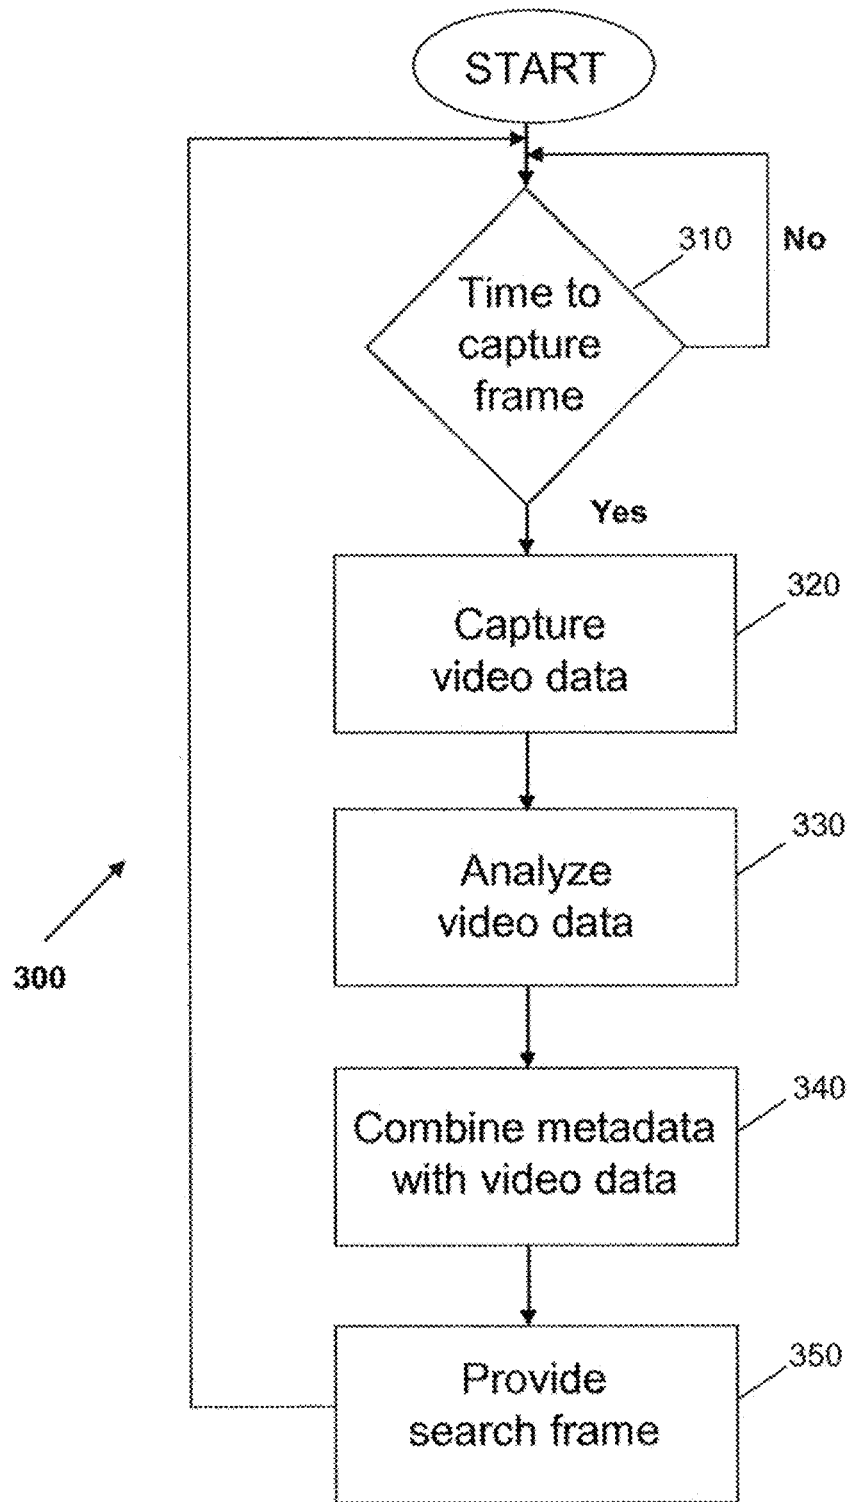 START
310
No
Time to
capture
frame
Yes
320
Capture
video data
330
Analyze
video data
300
340
Combine metadata
with video data
350
Provide
search frame